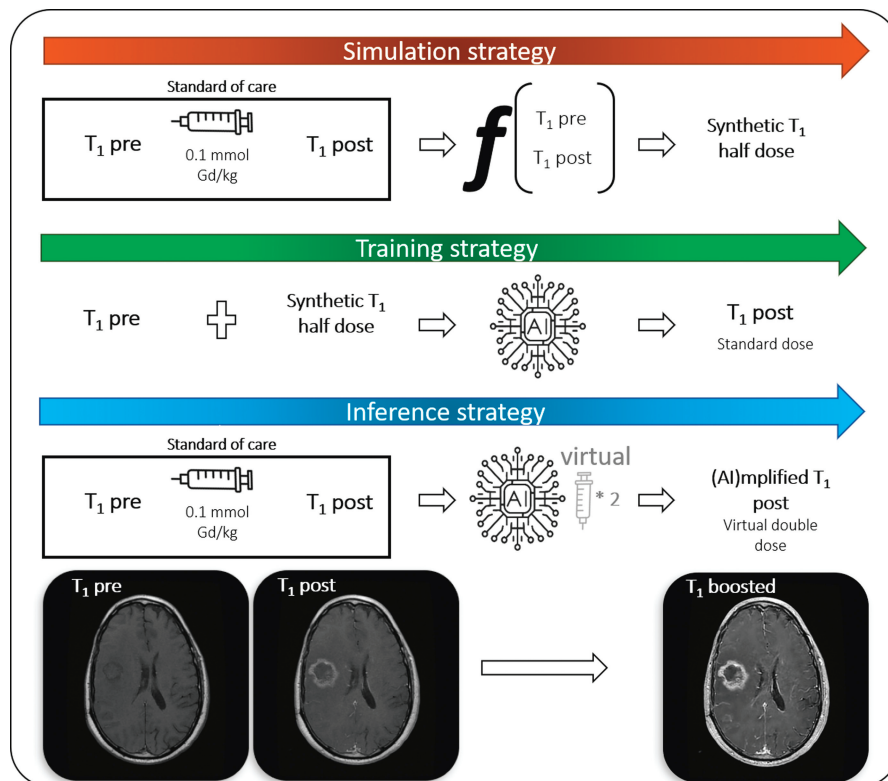 Simulation strategy
Standard of care
T₁ pre
0.1 mmol
Gd/kg
T₁ post
f
T₁ pre
T₁ post
Synthetic T₁
half dose
Training strategy
T₁ pre
Synthetic T₁
half dose
AI
T₁ post
Standard dose
Inference strategy
Standard of care
T₁ pre
0.1 mmol
Gd/kg
T₁ post
AI
virtual
* 2
(AI)mplified T₁
post
Virtual double
dose
T₁ pre
T₁ post
T₁ boosted